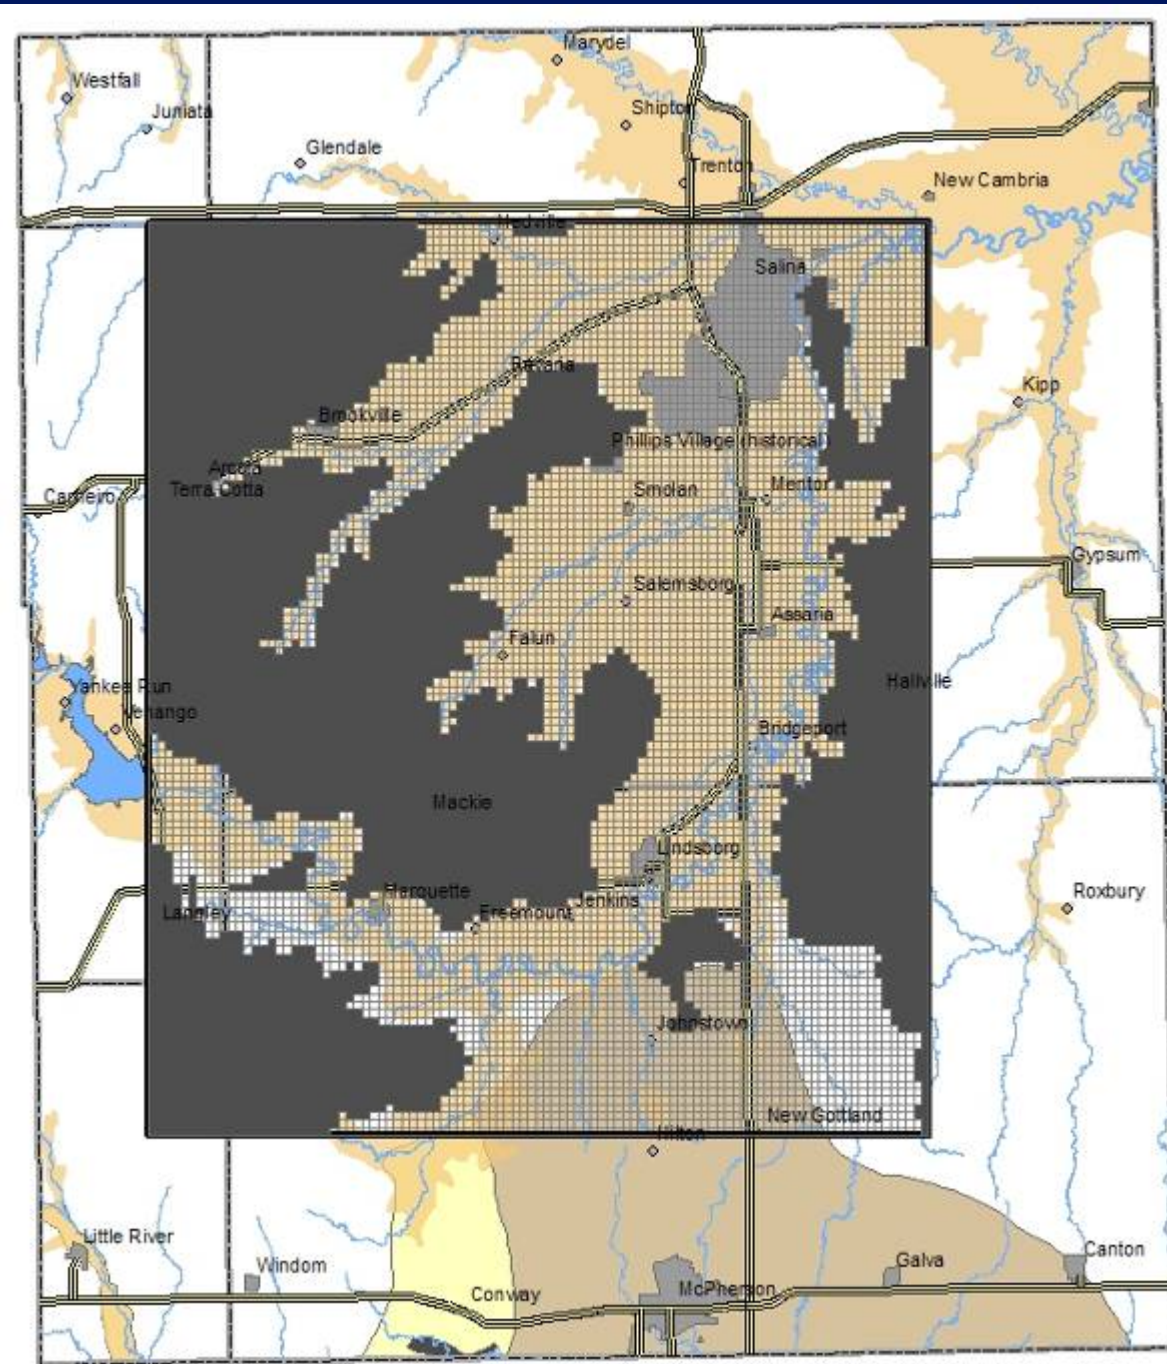 Marydel
Westfall
Juniata
Shipton
Glendale
Trenton
New Cambria
Hedville
Salina
Bavaria
Kipp
Brookville
Phillips Village (historical)
Arcola
Terra Cotta
Carneiro
Smolan
Mentor
Gypsum
Salemsborg
Assaria
Falun
Hallville
Yankee Run
Venango
Bridgeport
Mackie
Lindsborg
Marquette
Roxbury
Jenkins
Langley
Freemount
Johnstown
New Gottland
Hilton
Little River
Windom
Galva
Canton
McPherson
Conway